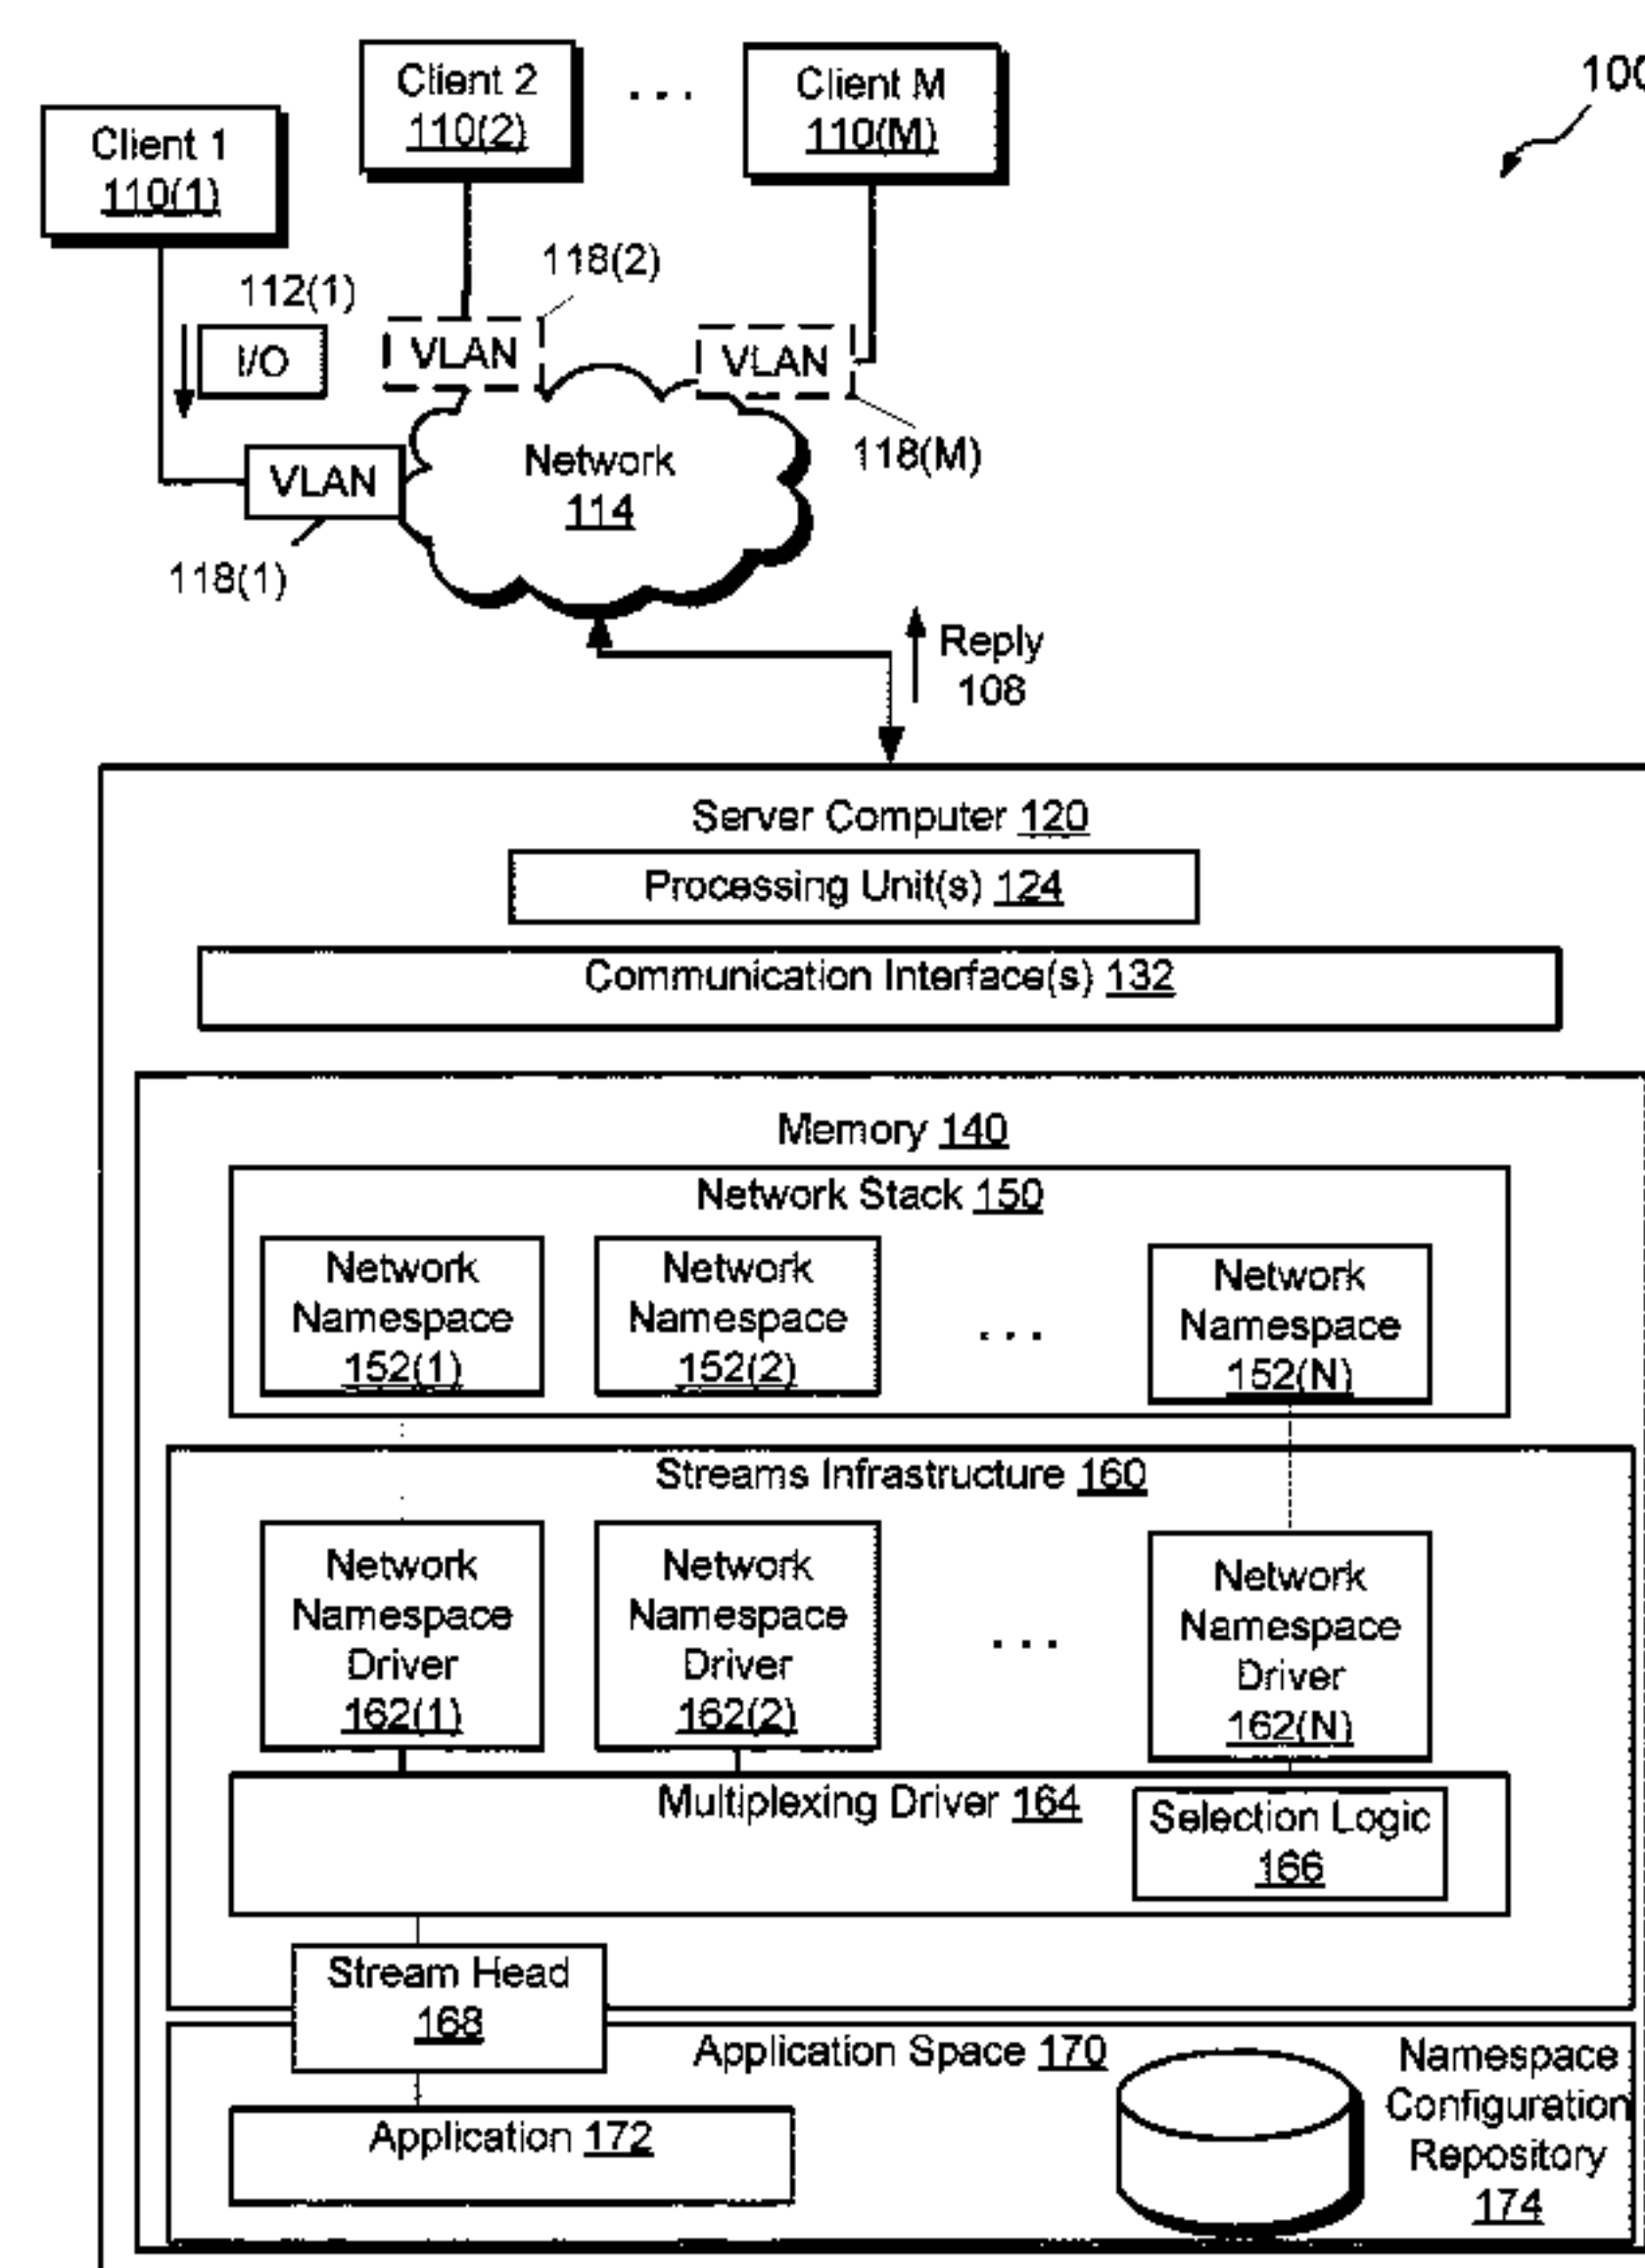 100
Client 1
110(1)
Client 2
110(2)
...
Client M
110(M)
112(1)
I/O
118(2)
VLAN
VLAN
118(M)
VLAN
118(1)
Network
114
Reply
108
Server Computer 120
Processing Unit(s) 124
Communication Interface(s) 132
Memory 140
Network Stack 150
Network
Namespace
152(1)
Network
Namespace
152(2)
...
Network
Namespace
152(N)
Streams Infrastructure 160
Network
Namespace
Driver
162(1)
Network
Namespace
Driver
162(2)
...
Network
Namespace
Driver
162(N)
Multiplexing Driver 164
Selection Logic
166
Stream Head
168
Application Space 170
Application 172
Namespace
Configuration
Repository
174